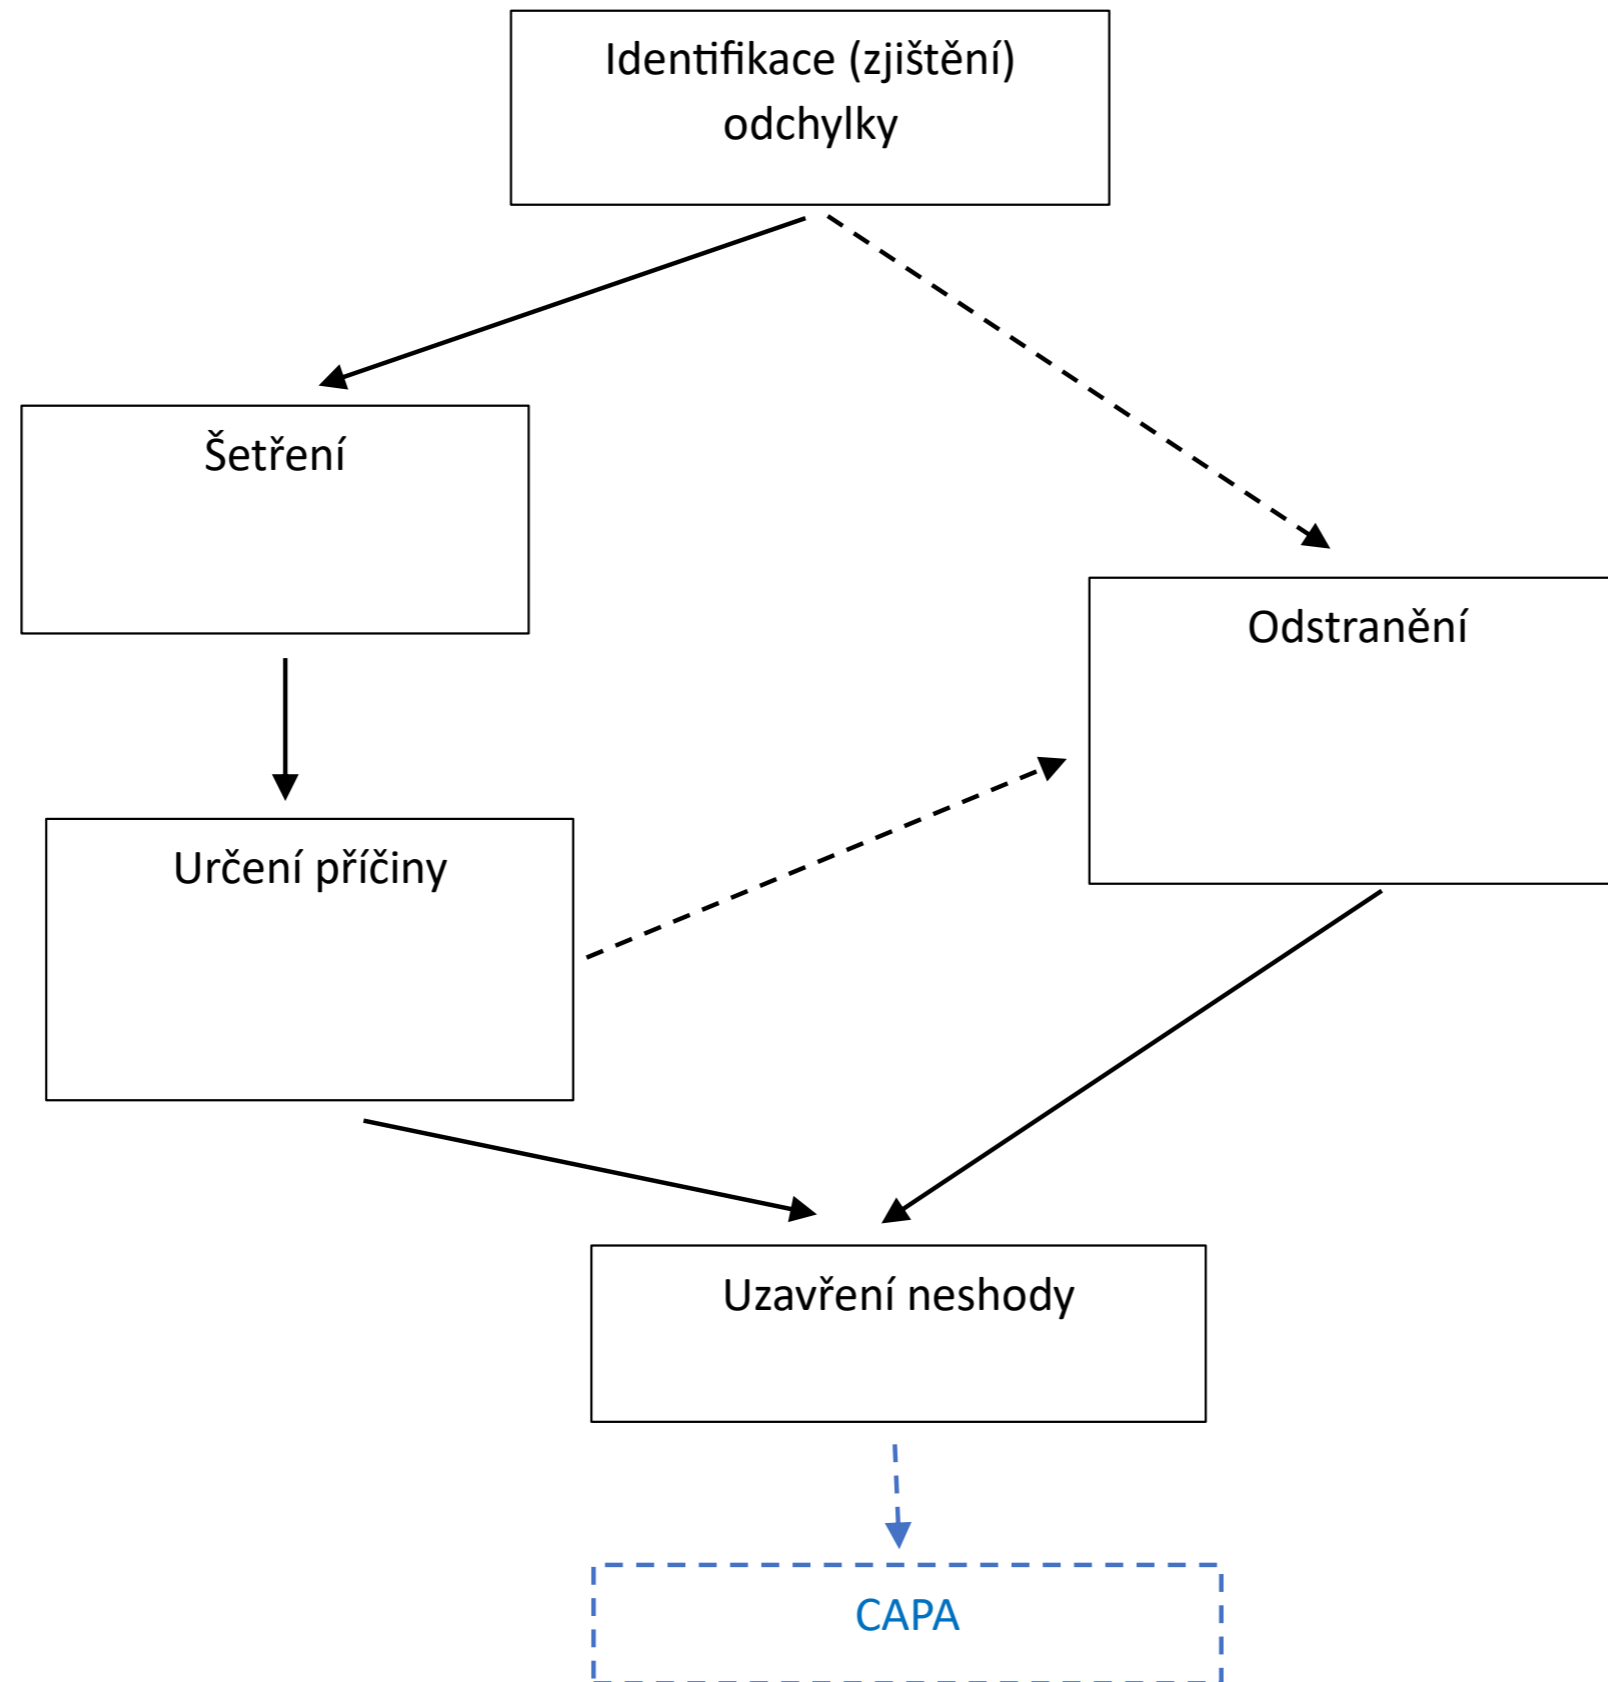 Identifikace (zjištění)
odchylky
Šetření
Odstranění
Určení příčiny
Uzavření neshody
CAPA